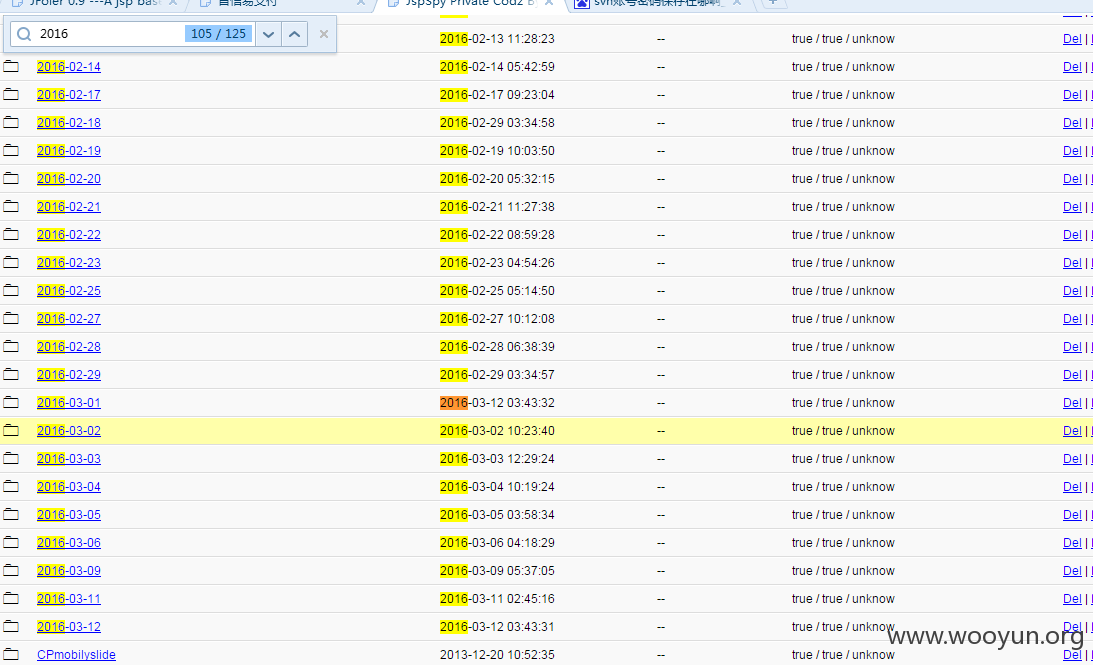 JFoler 0.9 ---A jsp base
JspSpy Private Codz B
svn账号密码保存在哪啊_
2016 105 / 125
2016-02-13 11:28:23 -- true / true / unknow Del |
2016-02-14 2016-02-14 05:42:59 -- true / true / unknow Del |
2016-02-17 2016-02-17 09:23:04 -- true / true / unknow Del |
2016-02-18 2016-02-29 03:34:58 -- true / true / unknow Del |
2016-02-19 2016-02-19 10:03:50 -- true / true / unknow Del |
2016-02-20 2016-02-20 05:32:15 -- true / true / unknow Del |
2016-02-21 2016-02-21 11:27:38 -- true / true / unknow Del |
2016-02-22 2016-02-22 08:59:28 -- true / true / unknow Del |
2016-02-23 2016-02-23 04:54:26 -- true / true / unknow Del |
2016-02-25 2016-02-25 05:14:50 -- true / true / unknow Del |
2016-02-27 2016-02-27 10:12:08 -- true / true / unknow Del |
2016-02-28 2016-02-28 06:38:39 -- true / true / unknow Del |
2016-02-29 2016-02-29 03:34:57 -- true / true / unknow Del |
2016-03-01 2016-03-12 03:43:32 -- true / true / unknow Del |
2016-03-02 2016-03-02 10:23:40 -- true / true / unknow Del |
2016-03-03 2016-03-03 12:29:24 -- true / true / unknow Del |
2016-03-04 2016-03-04 10:19:24 -- true / true / unknow Del |
2016-03-05 2016-03-05 03:58:34 -- true / true / unknow Del |
2016-03-06 2016-03-06 04:18:29 -- true / true / unknow Del |
2016-03-09 2016-03-09 05:37:05 -- true / true / unknow Del |
2016-03-11 2016-03-11 02:45:16 -- true / true / unknow Del |
2016-03-12 2016-03-12 03:43:31 -- true / true / unknow Del |
www.wooyun.org
CPmobilyslide 2013-12-20 10:52:35 -- true / true / unknow Del |